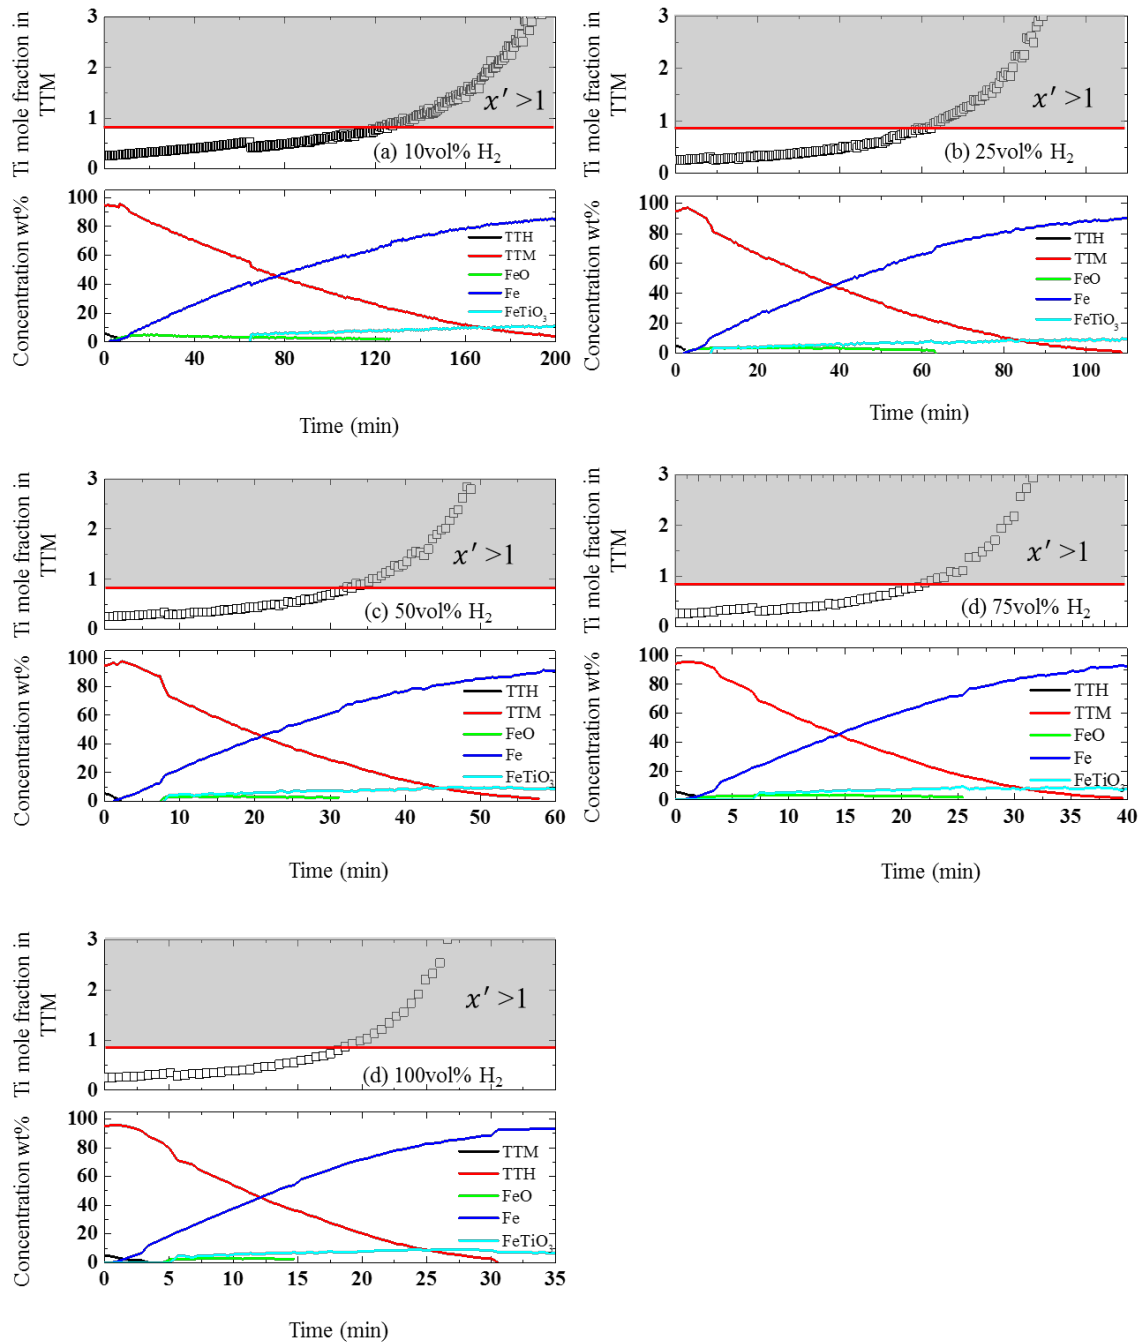 Ti mole fraction in
TTM
3
2
1
0
x′ >1
(a) 10vol% H₂
Concentration wt%
100
80
60
40
20
0
TTH
TTM
FeO
Fe
FeTiO₃
0 40 80 120 160 200
Time (min)
Ti mole fraction in
TTM
3
2
1
0
x′ >1
(b) 25vol% H₂
Concentration wt%
100
80
60
40
20
0
TTH
TTM
FeO
Fe
FeTiO₃
0 20 40 60 80 100
Time (min)
Ti mole fraction in
TTM
3
2
1
0
x′ >1
(c) 50vol% H₂
Concentration wt%
100
80
60
40
20
0
TTH
TTM
FeO
Fe
FeTiO₃
0 10 20 30 40 50 60
Time (min)
Ti mole fraction in
TTM
3
2
1
0
x′ >1
(d) 75vol% H₂
Concentration wt%
100
80
60
40
20
0
TTH
TTM
FeO
Fe
FeTiO
0 5 10 15 20 25 30 35 40
Time (min)
Ti mole fraction in
TTM
3
2
1
0
x′ >1
(d) 100vol% H₂
Concentration wt%
100
80
60
40
20
0
TTM
TTH
FeO
Fe
FeTiO₃
0 5 10 15 20 25 30 35
Time (min)